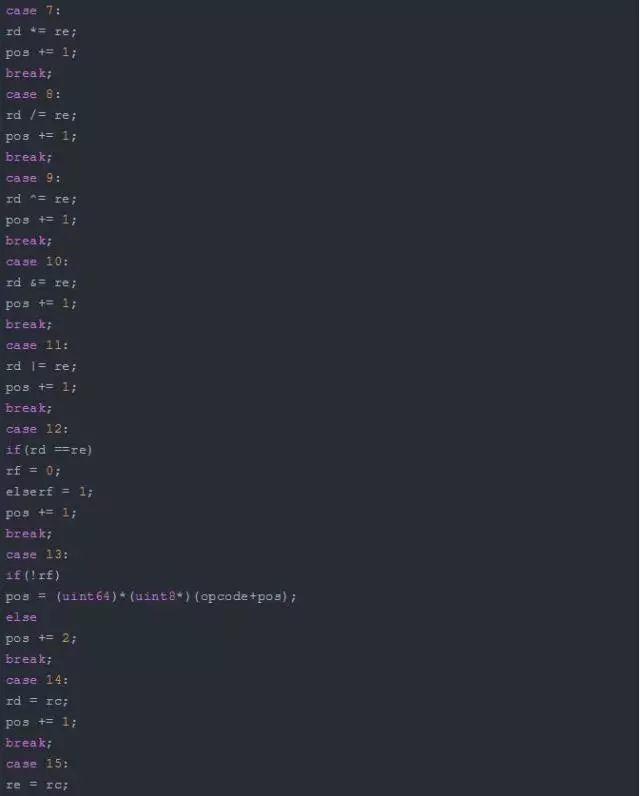 case 7:
rd *= re;
pos += 1;
break;
case 8:
rd /= re;
pos += 1;
break;
case 9:
rd ^= re;
pos += 1;
break;
case 10:
rd &= re;
pos += 1;
break;
case 11:
rd |= re;
pos += 1;
break;
case 12:
if(rd ==re)
rf = 0;
elserf = 1;
pos += 1;
break;
case 13:
if(!rf)
pos = (uint64)*(uint8*)(opcode+pos);
else
pos += 2;
break;
case 14:
rd = rc;
pos += 1;
break;
case 15:
re = rc;